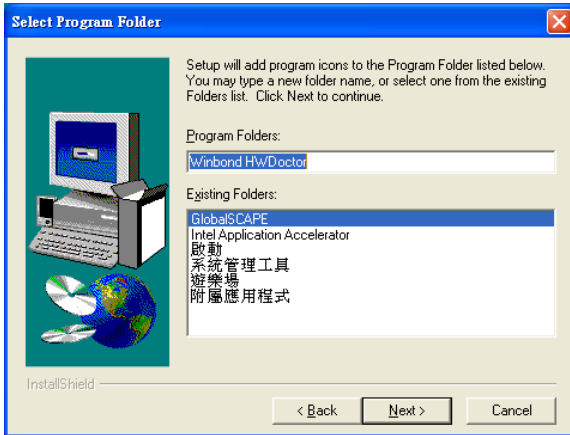 Select Program Folder
Setup will add program icons to the Program Folder listed below.
You may type a new folder name, or select one from the existing
Folders list. Click Next to continue.
Program Folders:
Winbond HWDoctor
Existing Folders:
GlobalSCAPE
Intel Application Accelerator
啟動
系統管理工具
遊樂場
附屬應用程式
InstallShield
< Back
Next >
Cancel